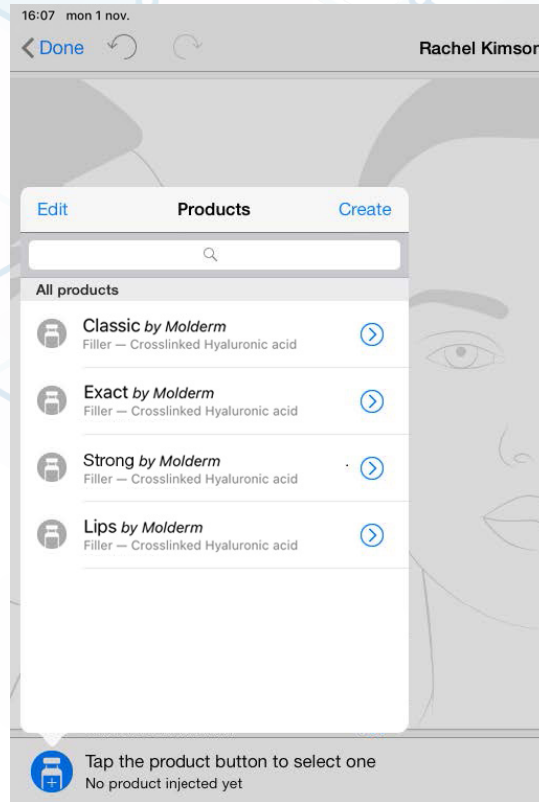 16:07 mon 1 nov.
Done
Rachel Kimson
Edit
Products
Create
All products
Classic by Molderm
Filler — Crosslinked Hyaluronic acid
Exact by Molderm
Filler — Crosslinked Hyaluronic acid
Strong by Molderm
Filler — Crosslinked Hyaluronic acid
Lips by Molderm
Filler — Crosslinked Hyaluronic acid
Tap the product button to select one
No product injected yet